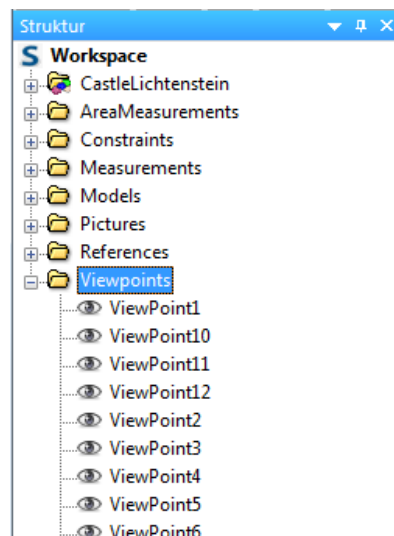 Struktur
Workspace
CastleLichtenstein
AreaMeasurements
Constraints
Measurements
Models
Pictures
References
Viewpoints
ViewPoint1
ViewPoint10
ViewPoint11
ViewPoint12
ViewPoint2
ViewPoint3
ViewPoint4
ViewPoint5
ViewPoint6